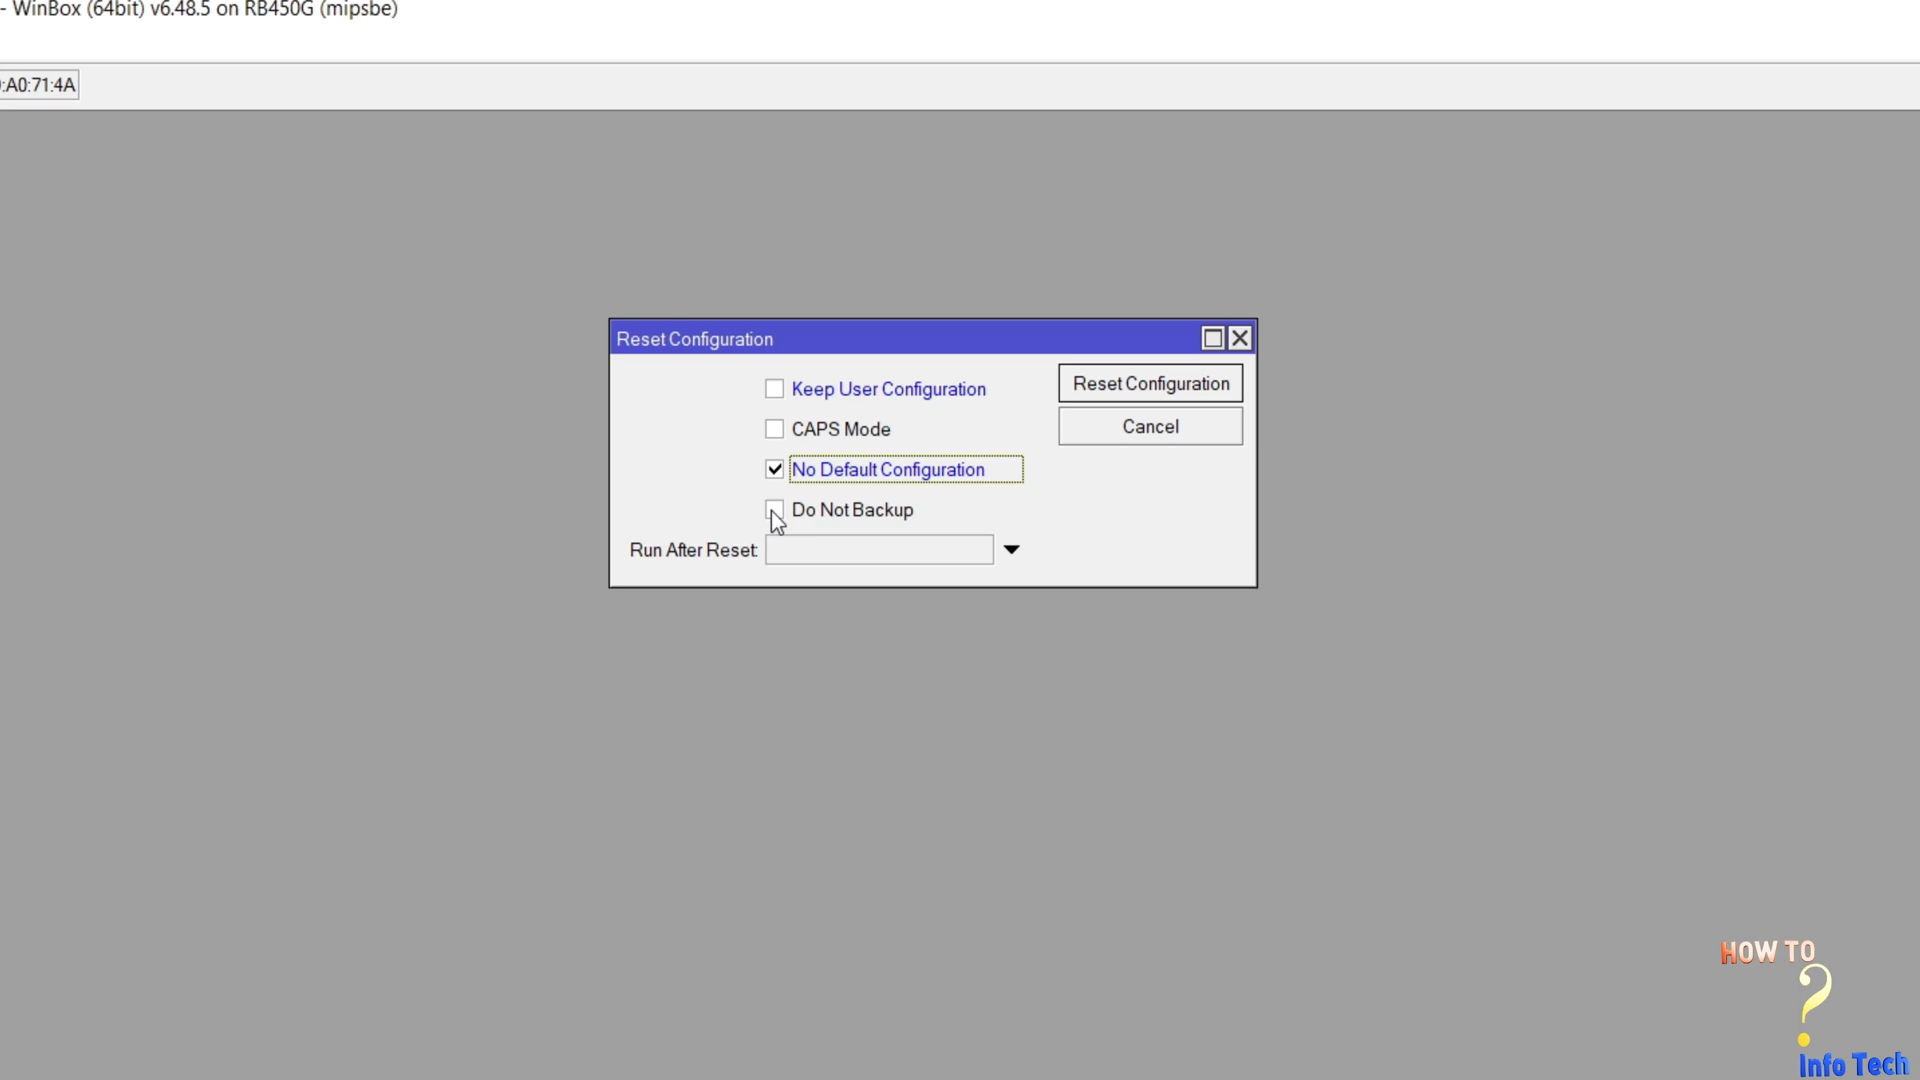 - WinBox (64bit) v6.48.5 on RB450G (mipsbe)
:A0:71:4A
Reset Configuration
Keep User Configuration
Reset Configuration
CAPS Mode
Cancel
No Default Configuration
Do Not Backup
Run After Reset:
HOW TO
?
Info Tech